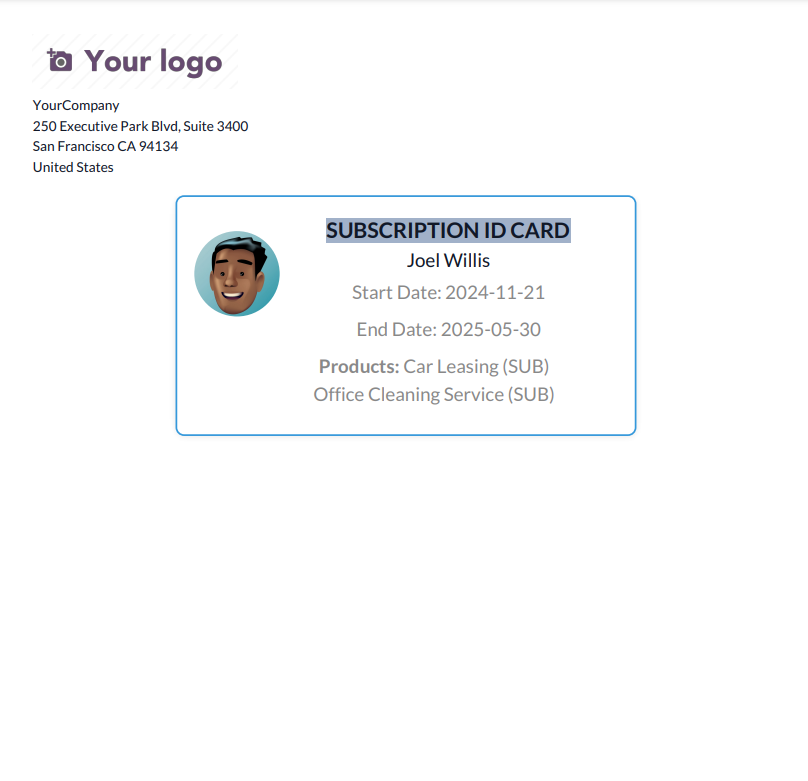 Your logo
YourCompany
250 Executive Park Blvd, Suite 3400
San Francisco CA 94134
United States
SUBSCRIPTION ID CARD
Joel Willis
Start Date: 2024-11-21
End Date: 2025-05-30
Products: Car Leasing (SUB)
Office Cleaning Service (SUB)